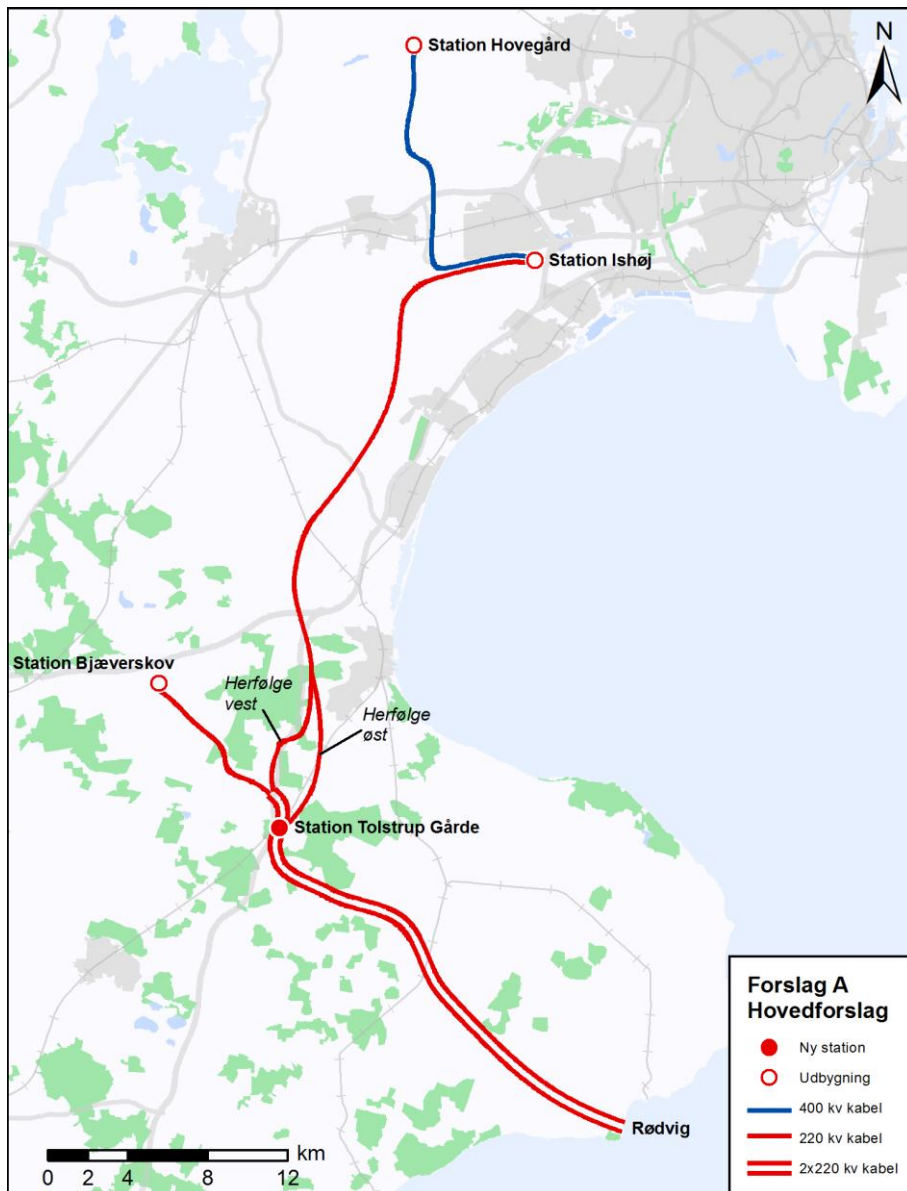 Station Hovegård
N
Station Ishøj
Station Bjæverskov
Herfølge
vest
Herfølge
øst
Station Tolstrup Gårde
Rødvig
Forslag A
Hovedforslag
Ny station
Udbygning
400 kv kabel
220 kv kabel
2x220 kv kabel
km
0 2 4 8 12